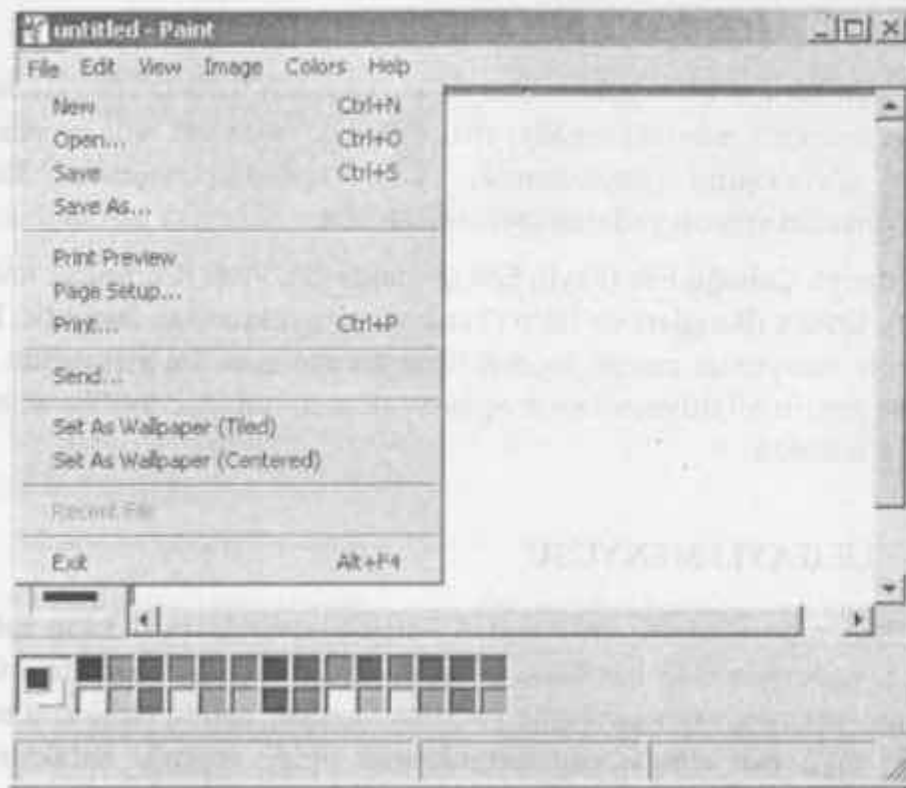 untitled - Paint
File Edit View Image Colors Help
New Ctrl+N
Open... Ctrl+O
Save Ctrl+S
Save As...
Print Preview
Page Setup...
Print... Ctrl+P
Send...
Set As Wallpaper (Tiled)
Set As Wallpaper (Centered)
Recent File
Exit Alt+F4